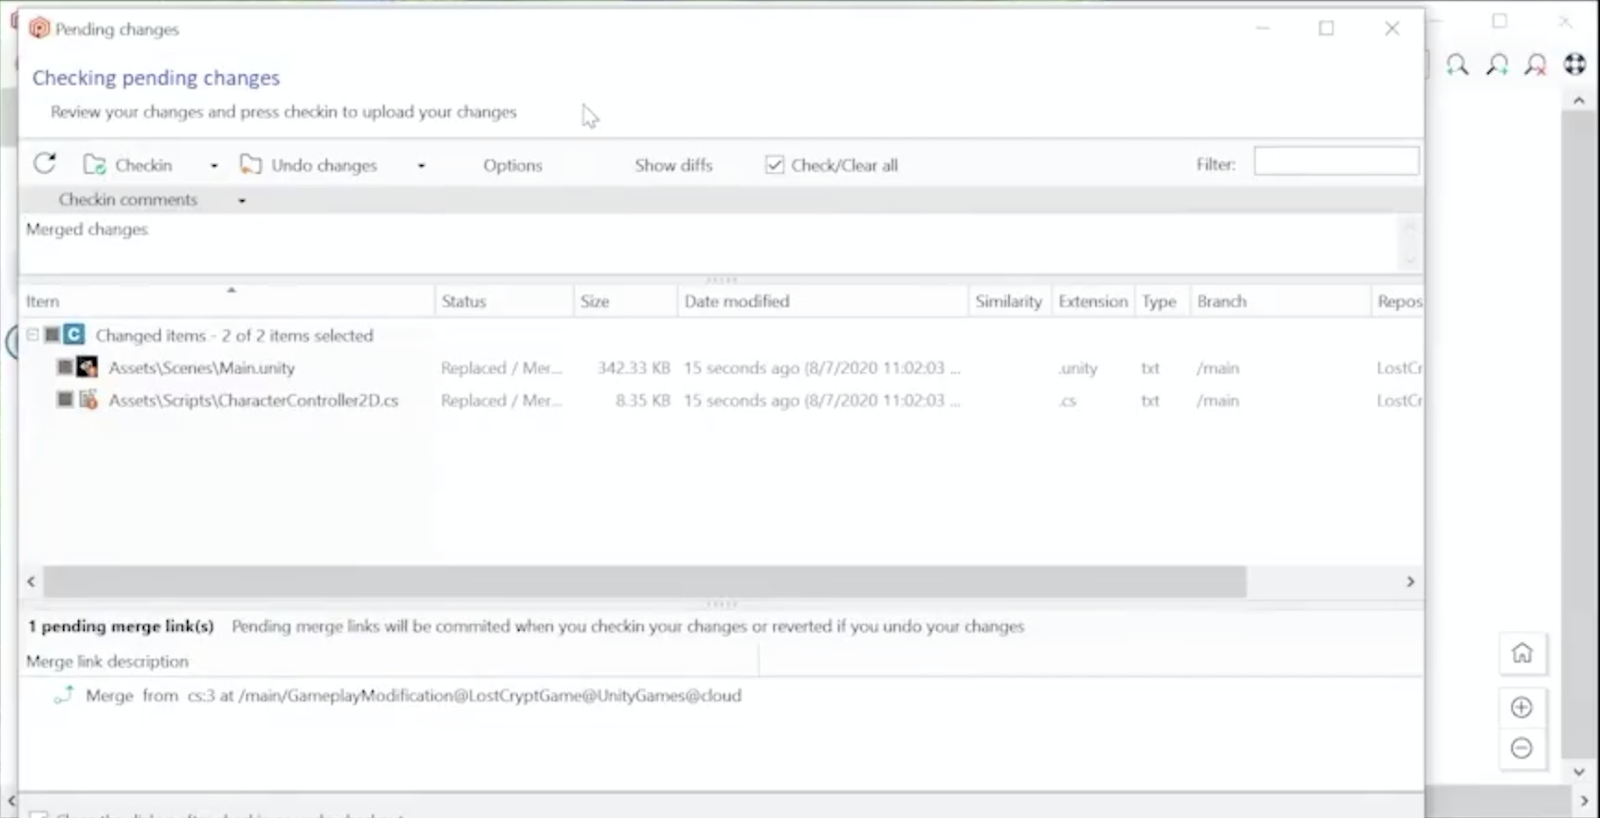 Pending changes
Checking pending changes
Review your changes and press checkin to upload your changes
Checkin Undo changes Options Show diffs Check/Clear all Filter:
Checkin comments
Merged changes
Item Status Size Date modified Similarity Extension Type Branch Repos
Changed items - 2 of 2 items selected
Assets\Scenes\Main.unity Replaced / Mer... 342.33 KB 15 seconds ago (8/7/2020 11:02:03 ... .unity txt /main LostCr
Assets\Scripts\CharacterController2D.cs Replaced / Mer... 8.35 KB 15 seconds ago (8/7/2020 11:02:03 ... .cs txt /main LostCr
1 pending merge link(s) Pending merge links will be commited when you checkin your changes or reverted if you undo your changes
Merge link description
Merge from cs:3 at /main/GameplayModification@LostCryptGame@UnityGames@cloud